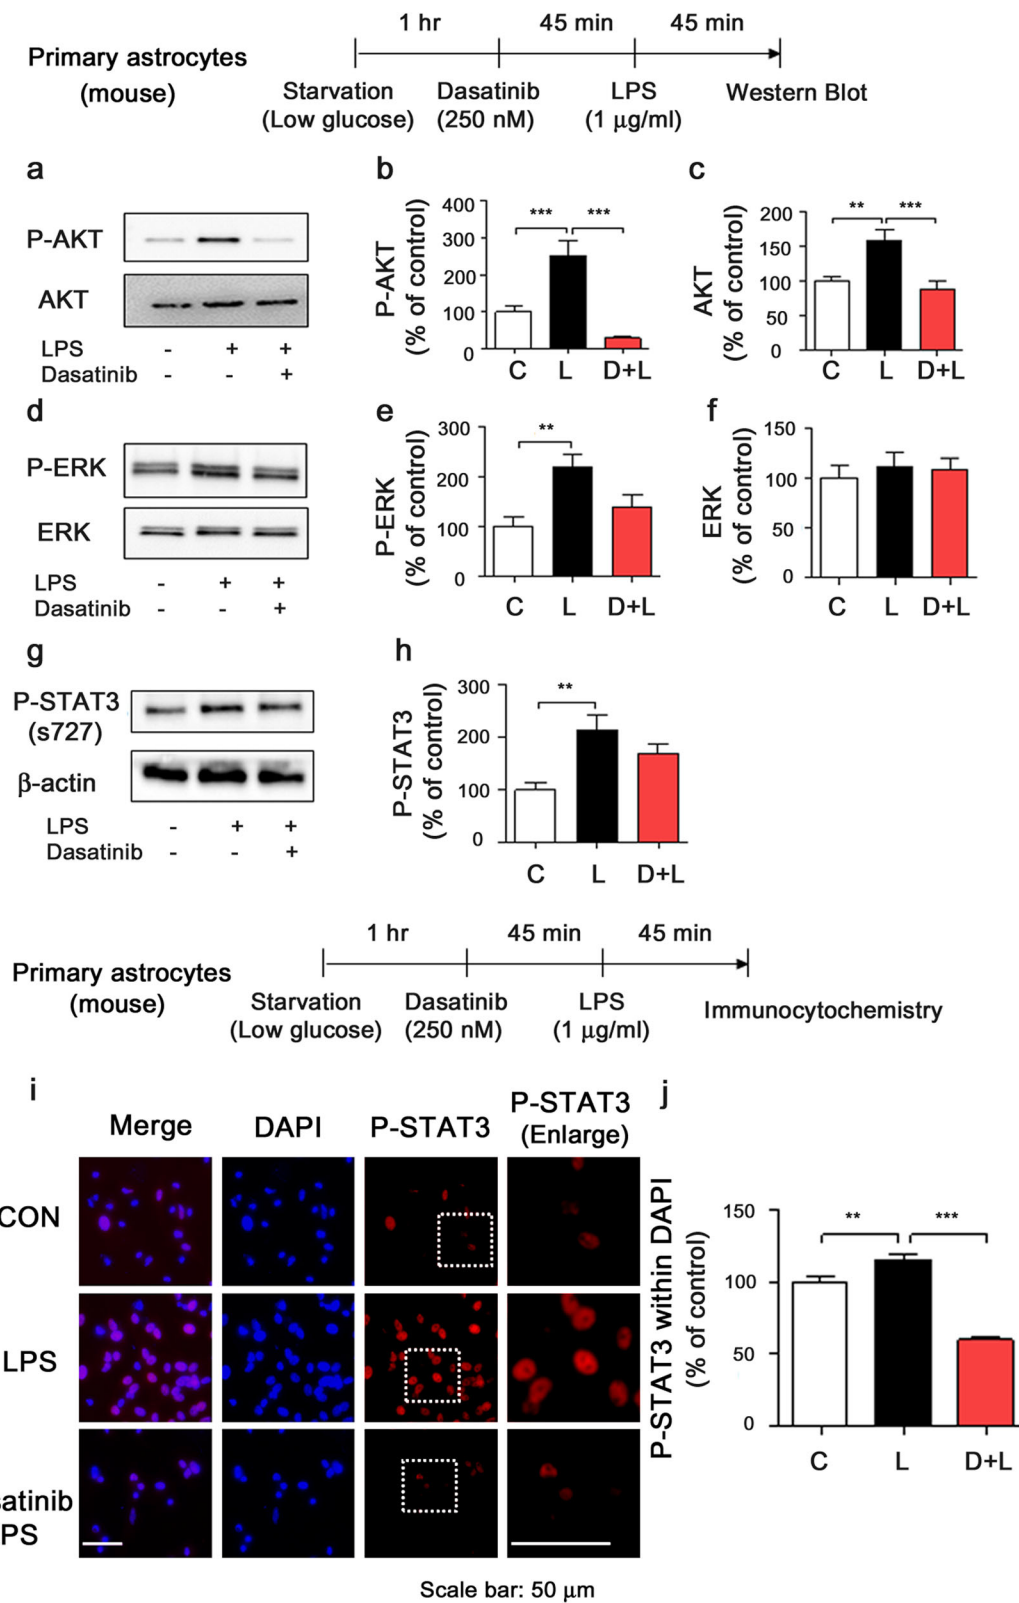 1 hr 45 min 45 min
Primary astrocytes
(mouse)
Starvation
(Low glucose)
Dasatinib
(250 nM)
LPS
(1 μg/ml)
Western Blot
a
P-AKT
AKT
LPS - + +
Dasatinib - - +
b
P-AKT
(% of control)
400
300
200
100
0
*** ***
C L D+L
c
AKT
(% of control)
200
150
100
50
0
** ***
C L D+L
d
P-ERK
ERK
LPS - + +
Dasatinib - - +
e
P-ERK
(% of control)
300
200
100
0
**
C L D+L
f
ERK
(% of control)
150
100
50
0
C L D+L
g
P-STAT3
(s727)
β-actin
LPS - + +
Dasatinib - - +
h
P-STAT3
(% of control)
300
200
100
0
**
C L D+L
1 hr 45 min 45 min
Primary astrocytes
(mouse)
Starvation
(Low glucose)
Dasatinib
(250 nM)
LPS
(1 μg/ml)
Immunocytochemistry
i
Merge DAPI P-STAT3 P-STAT3
(Enlarge)
CON
LPS
satinib
PS
Scale bar: 50 μm
j
P-STAT3 within DAPI
(% of control)
150
100
50
0
** ***
C L D+L